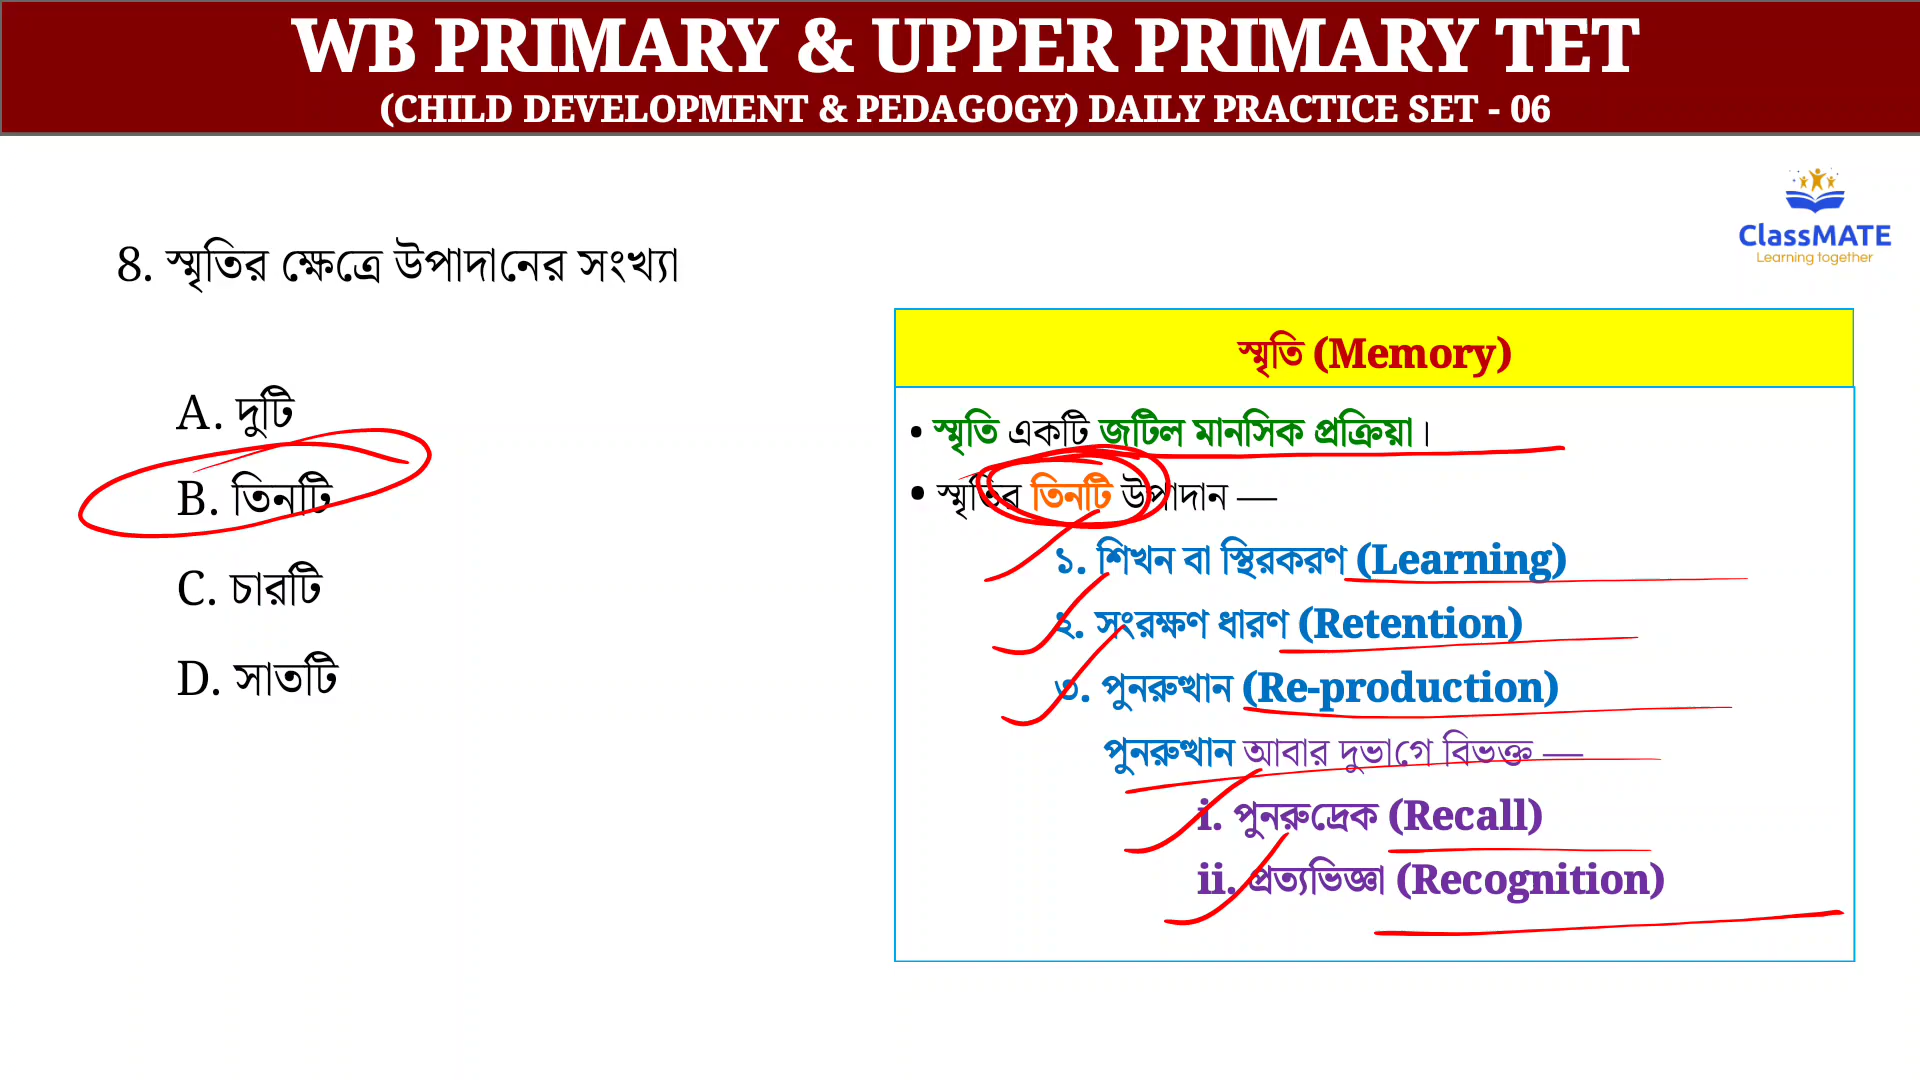 WB PRIMARY & UPPER PRIMARY TET
(CHILD DEVELOPMENT & PEDAGOGY) DAILY PRACTICE SET - 06
ClassMATE
Learning together
8. স্মৃতির ক্ষেত্রে উপাদানের সংখ্যা
A. দুটি
B. তিনটি
C. চারটি
D. সাতটি
স্মৃতি (Memory)
• স্মৃতি একটি জটিল মানসিক প্রক্রিয়া।
• স্মৃতির তিনটি উপাদান —
১. শিখন বা স্থিরকরণ (Learning)
২. সংরক্ষণ ধারণ (Retention)
৩. পুনরুত্থান (Re-production)
পুনরুত্থান আবার দুভাগে বিভক্ত —
i. পুনরুদ্রেক (Recall)
ii. প্রত্যভিজ্ঞা (Recognition)